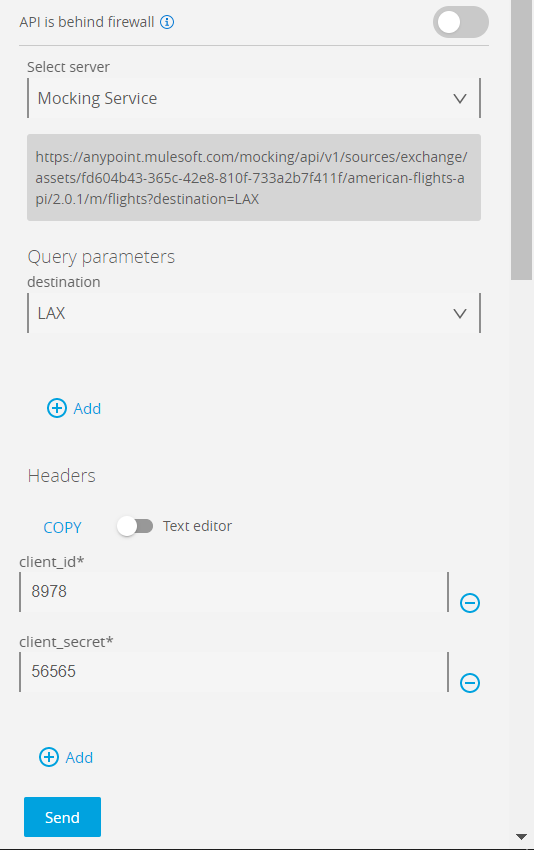 API is behind firewall
Select server
Mocking Service
https://anypoint.mulesoft.com/mocking/api/v1/sources/exchange/
assets/fd604b43-365c-42e8-810f-733a2b7f411f/american-flights-a
pi/2.0.1/m/flights?destination=LAX
Query parameters
destination
LAX
Add
Headers
COPY Text editor
client_id*
8978
client_secret*
56565
Add
Send